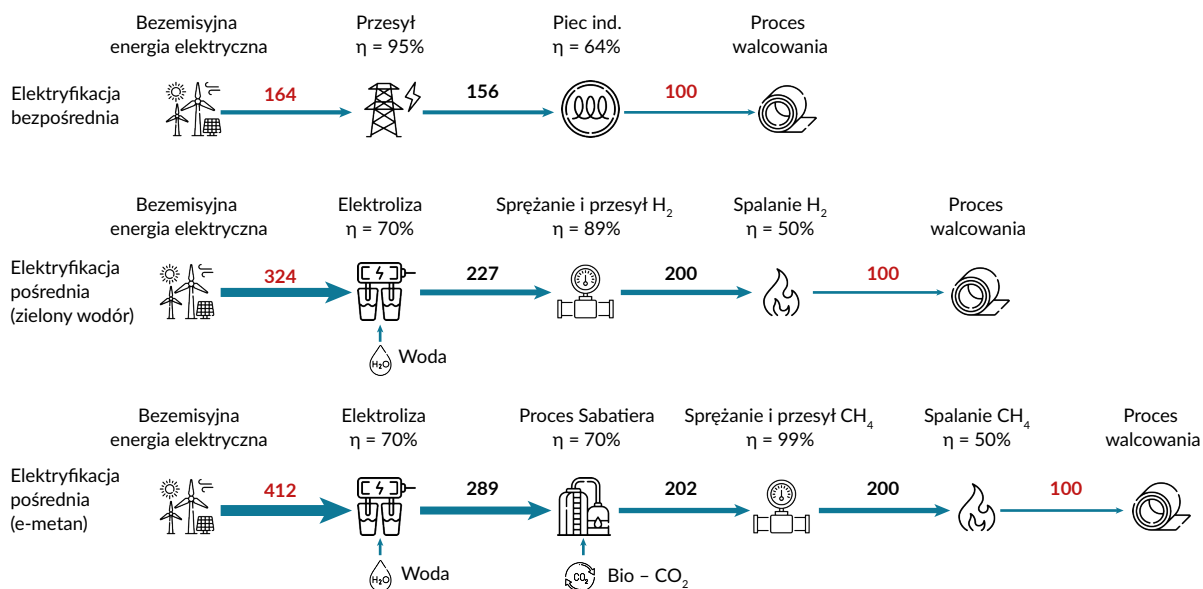 Bezemisyjna
energia elektryczna
Przesył
η = 95%
Piec ind.
η = 64%
Proces
walcowania
Elektryfikacja
bezpośrednia
164
156
100
Bezemisyjna
energia elektryczna
Elektroliza
η = 70%
Sprężanie i przesył H₂
η = 89%
Spalanie H₂
η = 50%
Proces
walcowania
Elektryfikacja
pośrednia
(zielony wodór)
324
227
200
100
H₂O
Woda
Bezemisyjna
energia elektryczna
Elektroliza
η = 70%
Proces Sabatiera
η = 70%
Sprężanie i przesył CH₄
η = 99%
Spalanie CH₄
η = 50%
Proces
walcowania
Elektryfikacja
pośrednia
(e-metan)
412
289
202
200
100
H₂O
Woda
CO₂
Bio – CO₂